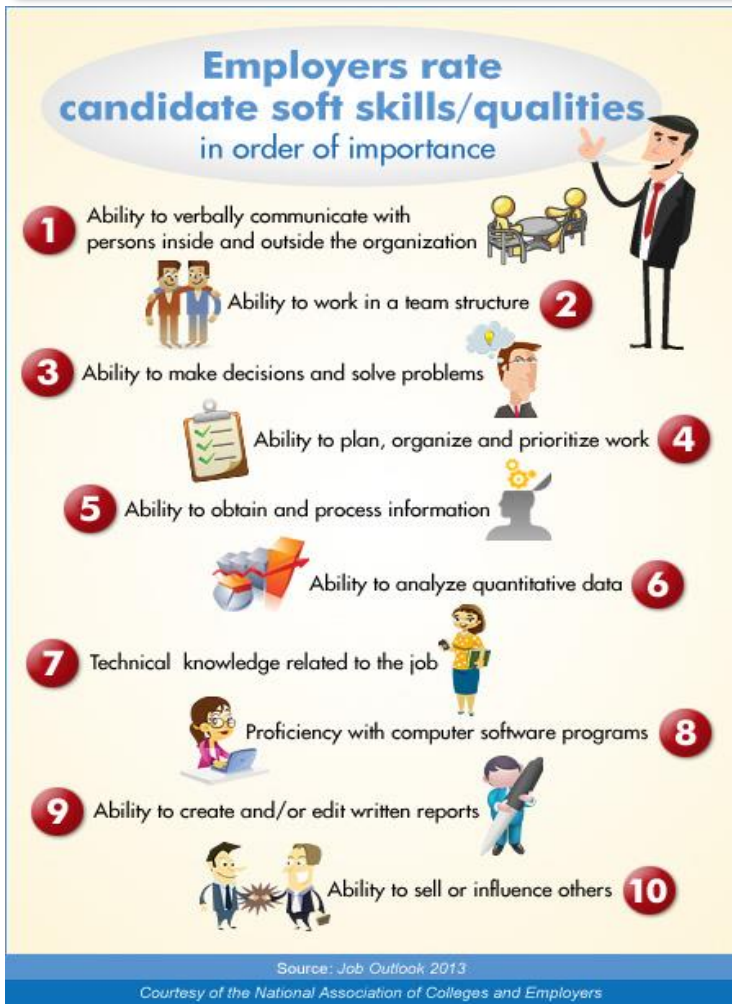 Employers rate
candidate soft skills/qualities
in order of importance
1 Ability to verbally communicate with
persons inside and outside the organization
Ability to work in a team structure 2
3 Ability to make decisions and solve problems
Ability to plan, organize and prioritize work 4
5 Ability to obtain and process information
Ability to analyze quantitative data 6
7 Technical knowledge related to the job
Proficiency with computer software programs 8
9 Ability to create and/or edit written reports
Ability to sell or influence others 10
Source: Job Outlook 2013
Courtesy of the National Association of Colleges and Employers